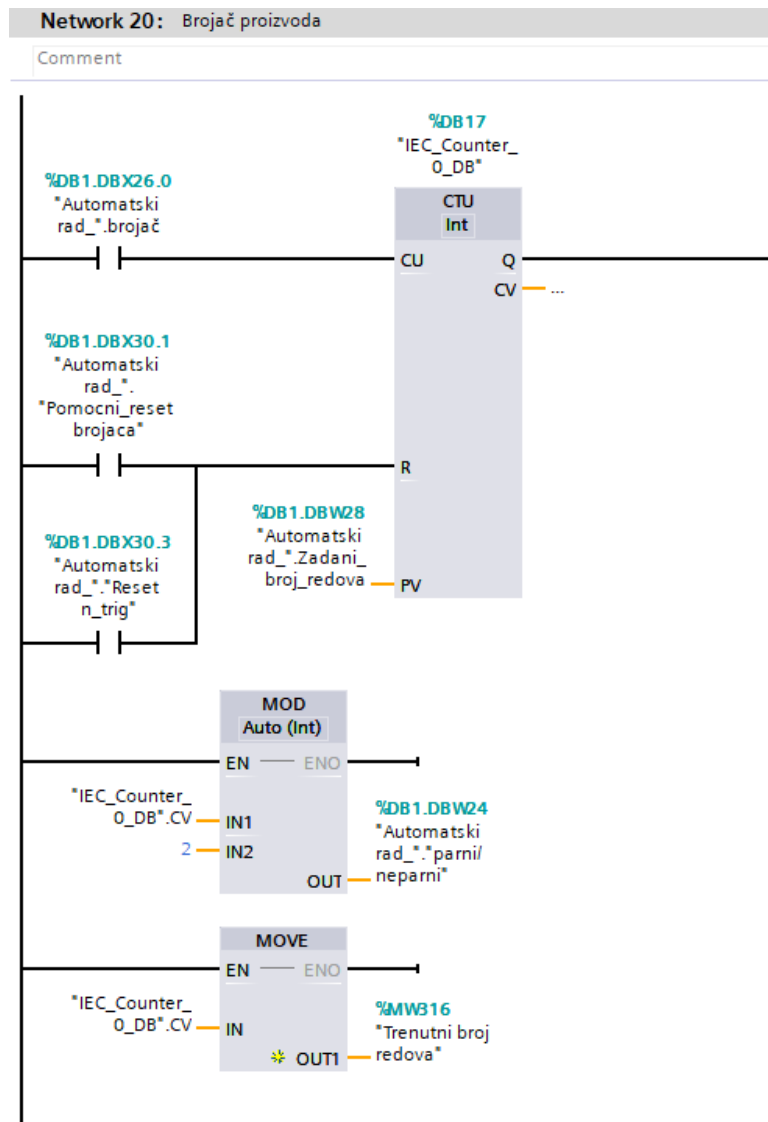 Network 20: Brojač proizvoda
Comment
%DB17
"IEC_Counter_
0_DB"
%DB1.DBX26.0
"Automatski
rad_".brojač
CTU
Int
CU
Q
CV
...
%DB1.DBX30.1
"Automatski
rad_".
"Pomocni_reset
brojaca"
R
%DB1.DBW28
"Automatski
rad_".Zadani_
broj_redova
PV
%DB1.DBX30.3
"Automatski
rad_"."Reset
n_trig"
MOD
Auto (Int)
EN
ENO
"IEC_Counter_
0_DB".CV
IN1
2
IN2
OUT
%DB1.DBW24
"Automatski
rad_"."parni/
neparni"
MOVE
EN
ENO
"IEC_Counter_
0_DB".CV
IN
OUT1
%MW316
"Trenutni broj
redova"